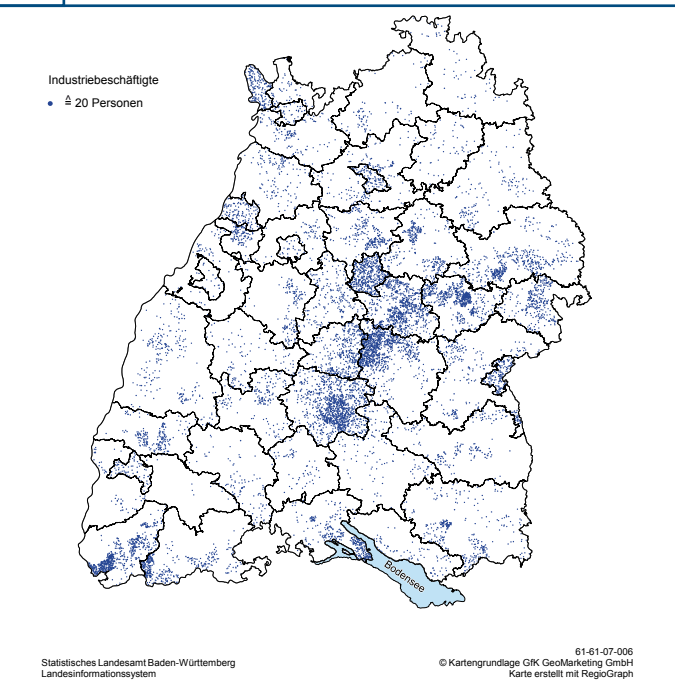 Industriebeschäftigte
≙ 20 Personen
Bodensee
61-61-07-006
Statistisches Landesamt Baden-Württemberg
© Kartengrundlage GfK GeoMarketing GmbH
Landesinformationssystem
Karte erstellt mit RegioGraph